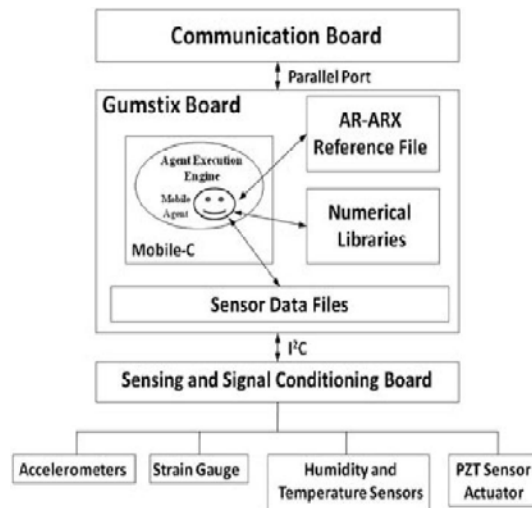 Communication Board
Parallel Port
Gumstix Board
AR-ARX
Reference File
Agent Execution
Engine
Mobile
Agent
Numerical
Libraries
Mobile-C
Sensor Data Files
I²C
Sensing and Signal Conditioning Board
Accelerometers
Strain Gauge
Humidity and
Temperature Sensors
PZT Sensor
Actuator